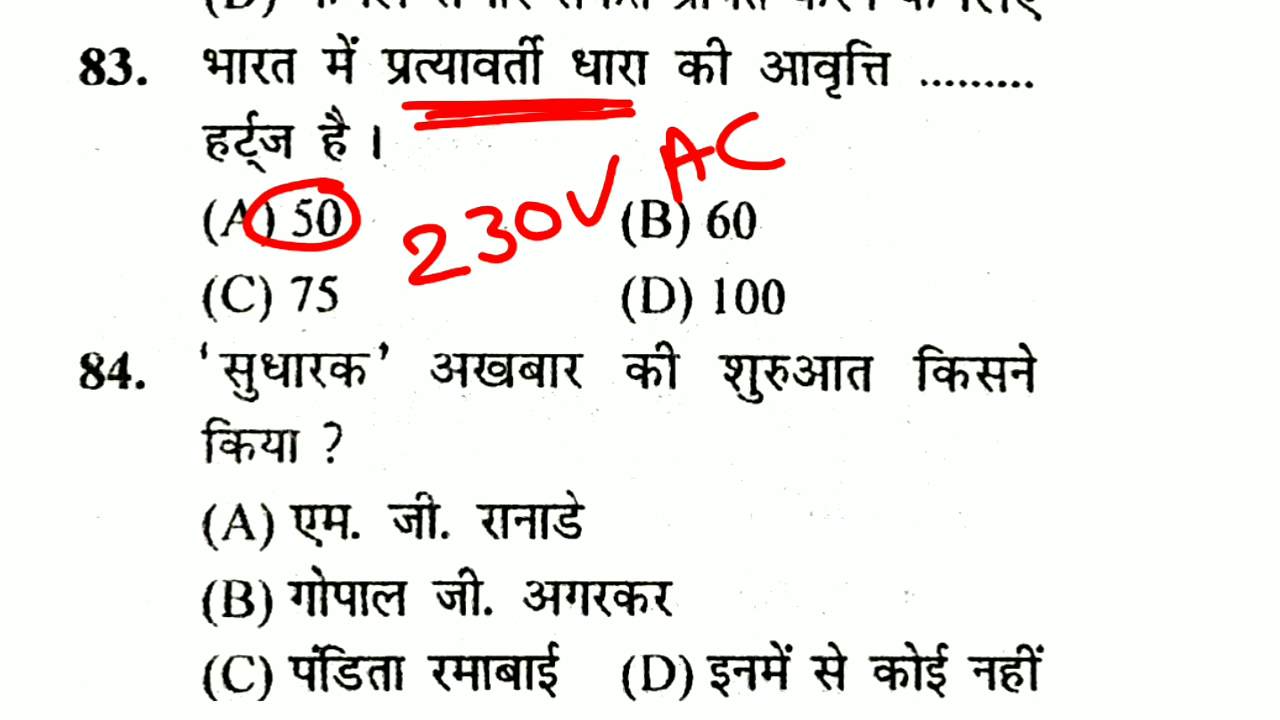 83. भारत में प्रत्यावर्ती धारा की आवृत्ति .........
हर्ट्ज है ।
(A) 50 (B) 60
230V AC
(C) 75 (D) 100
84. 'सुधारक' अखबार की शुरुआत किसने
किया ?
(A) एम. जी. रानाडे
(B) गोपाल जी. अगरकर
(C) पंडिता रमाबाई (D) इनमें से कोई नहीं